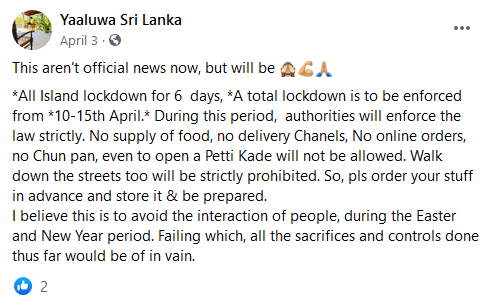 Yaaluwa Sri Lanka
April 3 ·
This aren't official news now, but will be 🙈💪🙏
*All Island lockdown for 6 days, *A total lockdown is to be enforced
from *10-15th April.* During this period, authorities will enforce the
law strictly. No supply of food, no delivery Chanels, No online orders,
no Chun pan, even to open a Petti Kade will not be allowed. Walk
down the streets too will be strictly prohibited. So, pls order your stuff
in advance and store it & be prepared.
I believe this is to avoid the interaction of people, during the Easter
and New Year period. Failing which, all the sacrifices and controls done
thus far would be of in vain.
2